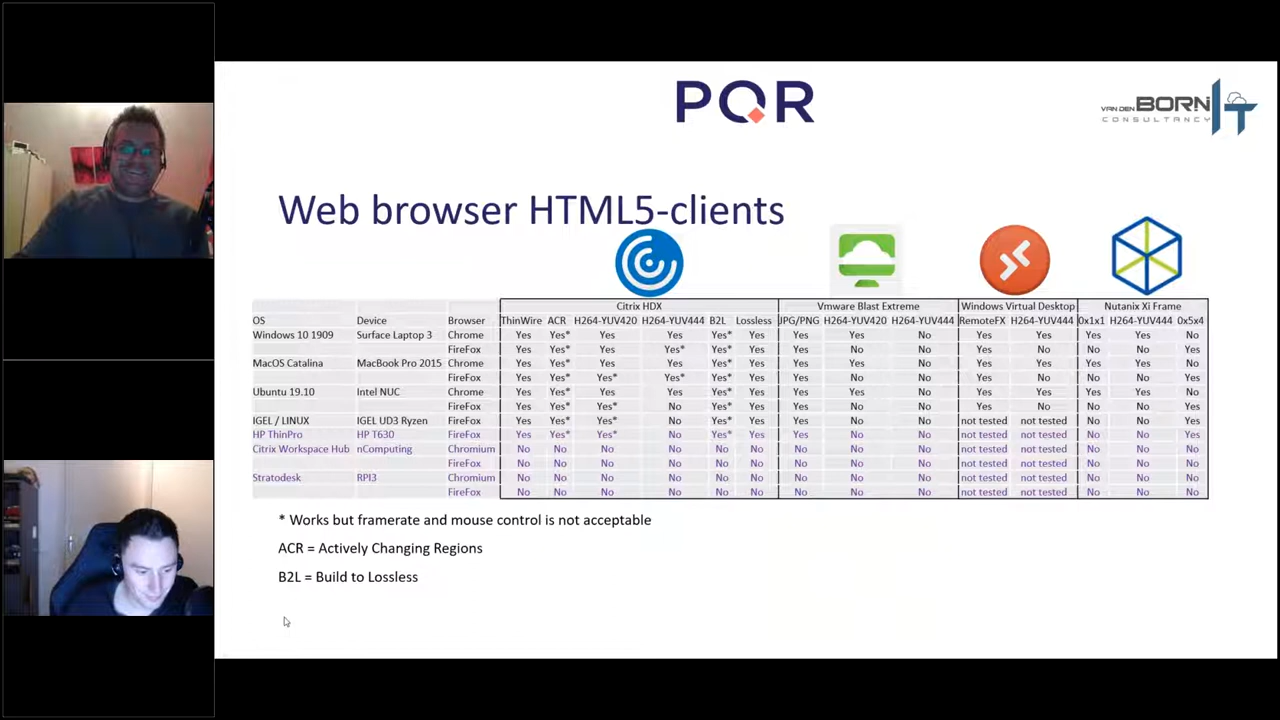 PQR
VAN DEN BORN IT
CONSULTANCY
Web browser HTML5-clients
Citrix HDX Vmware Blast Extreme Windows Virtual Desktop Nutanix Xi Frame
OS Device Browser ThinWire ACR H264-YUV420 H264-YUV444 B2L Lossless JPG/PNG H264-YUV420 H264-YUV444 RemoteFX H264-YUV444 0x1x1 H264-YUV444 0x5x4
Windows 10 1909 Surface Laptop 3 Chrome Yes Yes* Yes Yes Yes* Yes Yes Yes No Yes Yes Yes Yes No
FireFox Yes Yes* Yes Yes* Yes* Yes Yes No No Yes No No No Yes
MacOS Catalina MacBook Pro 2015 Chrome Yes Yes* Yes Yes Yes* Yes Yes Yes No Yes Yes Yes Yes No
FireFox Yes Yes* Yes* Yes* Yes* Yes Yes No No Yes No No No Yes
Ubuntu 19.10 Intel NUC Chrome Yes Yes* Yes Yes Yes* Yes Yes Yes No Yes Yes Yes Yes No
FireFox Yes Yes* Yes* No Yes* Yes Yes No No Yes No No No Yes
IGEL / LINUX IGEL UD3 Ryzen FireFox Yes Yes* Yes* No Yes* Yes Yes No No not tested not tested No No Yes
HP ThinPro HP T630 FireFox Yes Yes* Yes* No Yes* Yes Yes No No not tested not tested No No Yes
Citrix Workspace Hub nComputing Chromium No No No No No No No No No not tested not tested No No No
FireFox No No No No No No No No No not tested not tested No No No
Stratodesk RPI3 Chromium No No No No No No No No No not tested not tested No No No
FireFox No No No No No No No No No not tested not tested No No No
* Works but framerate and mouse control is not acceptable
ACR = Actively Changing Regions
B2L = Build to Lossless